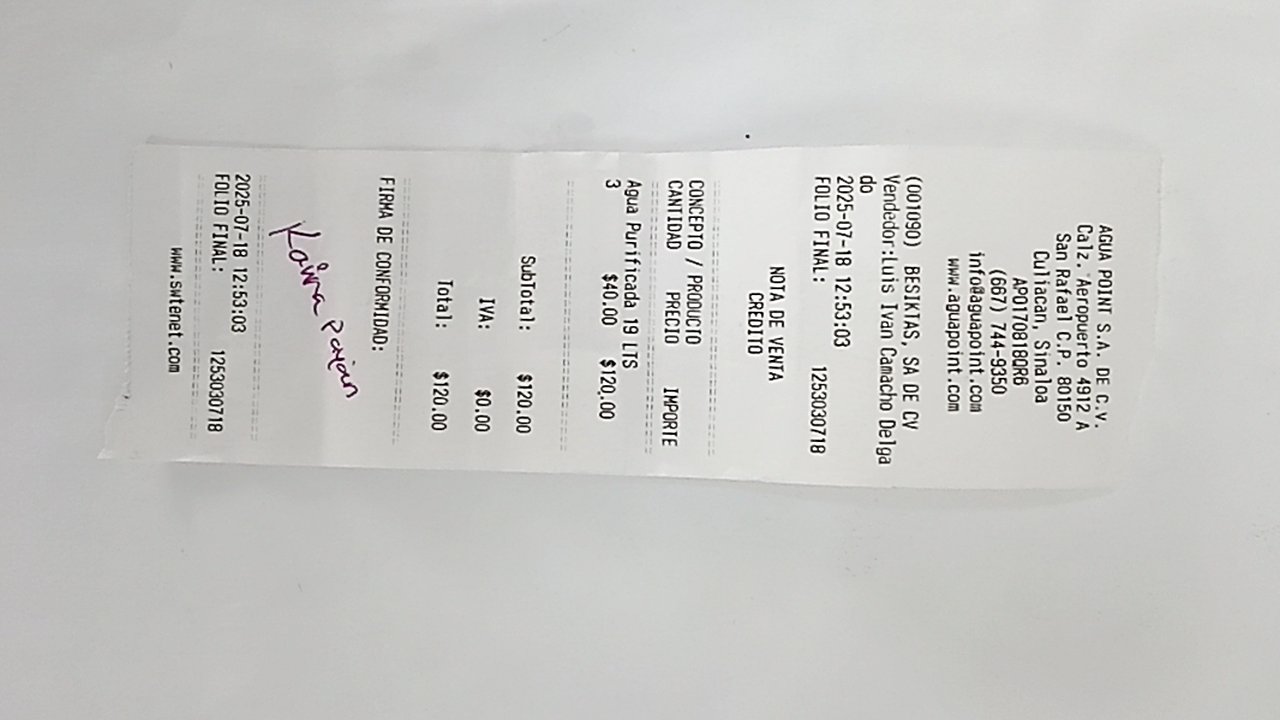 AGUA POINT S.A. DE C.V.
Calz. Aeropuerto 4912 A
San Rafael C.P. 80150
Culiacan, Sinaloa
APO170818QR6
(667) 744-9350
info@aguapoint.com
www.aguapoint.com
(001090) BESIKTAS, SA DE CV
Vendedor:Luis Ivan Camacho Delga
do
2025-07-18 12:53:03
FOLIO FINAL: 1253030718
NOTA DE VENTA
CREDITO
CONCEPTO / PRODUCTO
CANTIDAD PRECIO IMPORTE
Agua Purificada 19 LTS
3 $40.00 $120.00
SubTotal: $120.00
IVA: $0.00
Total: $120.00
FIRMA DE CONFORMIDAD:
2025-07-18 12:53:03
FOLIO FINAL: 1253030718
www.swtenet.com